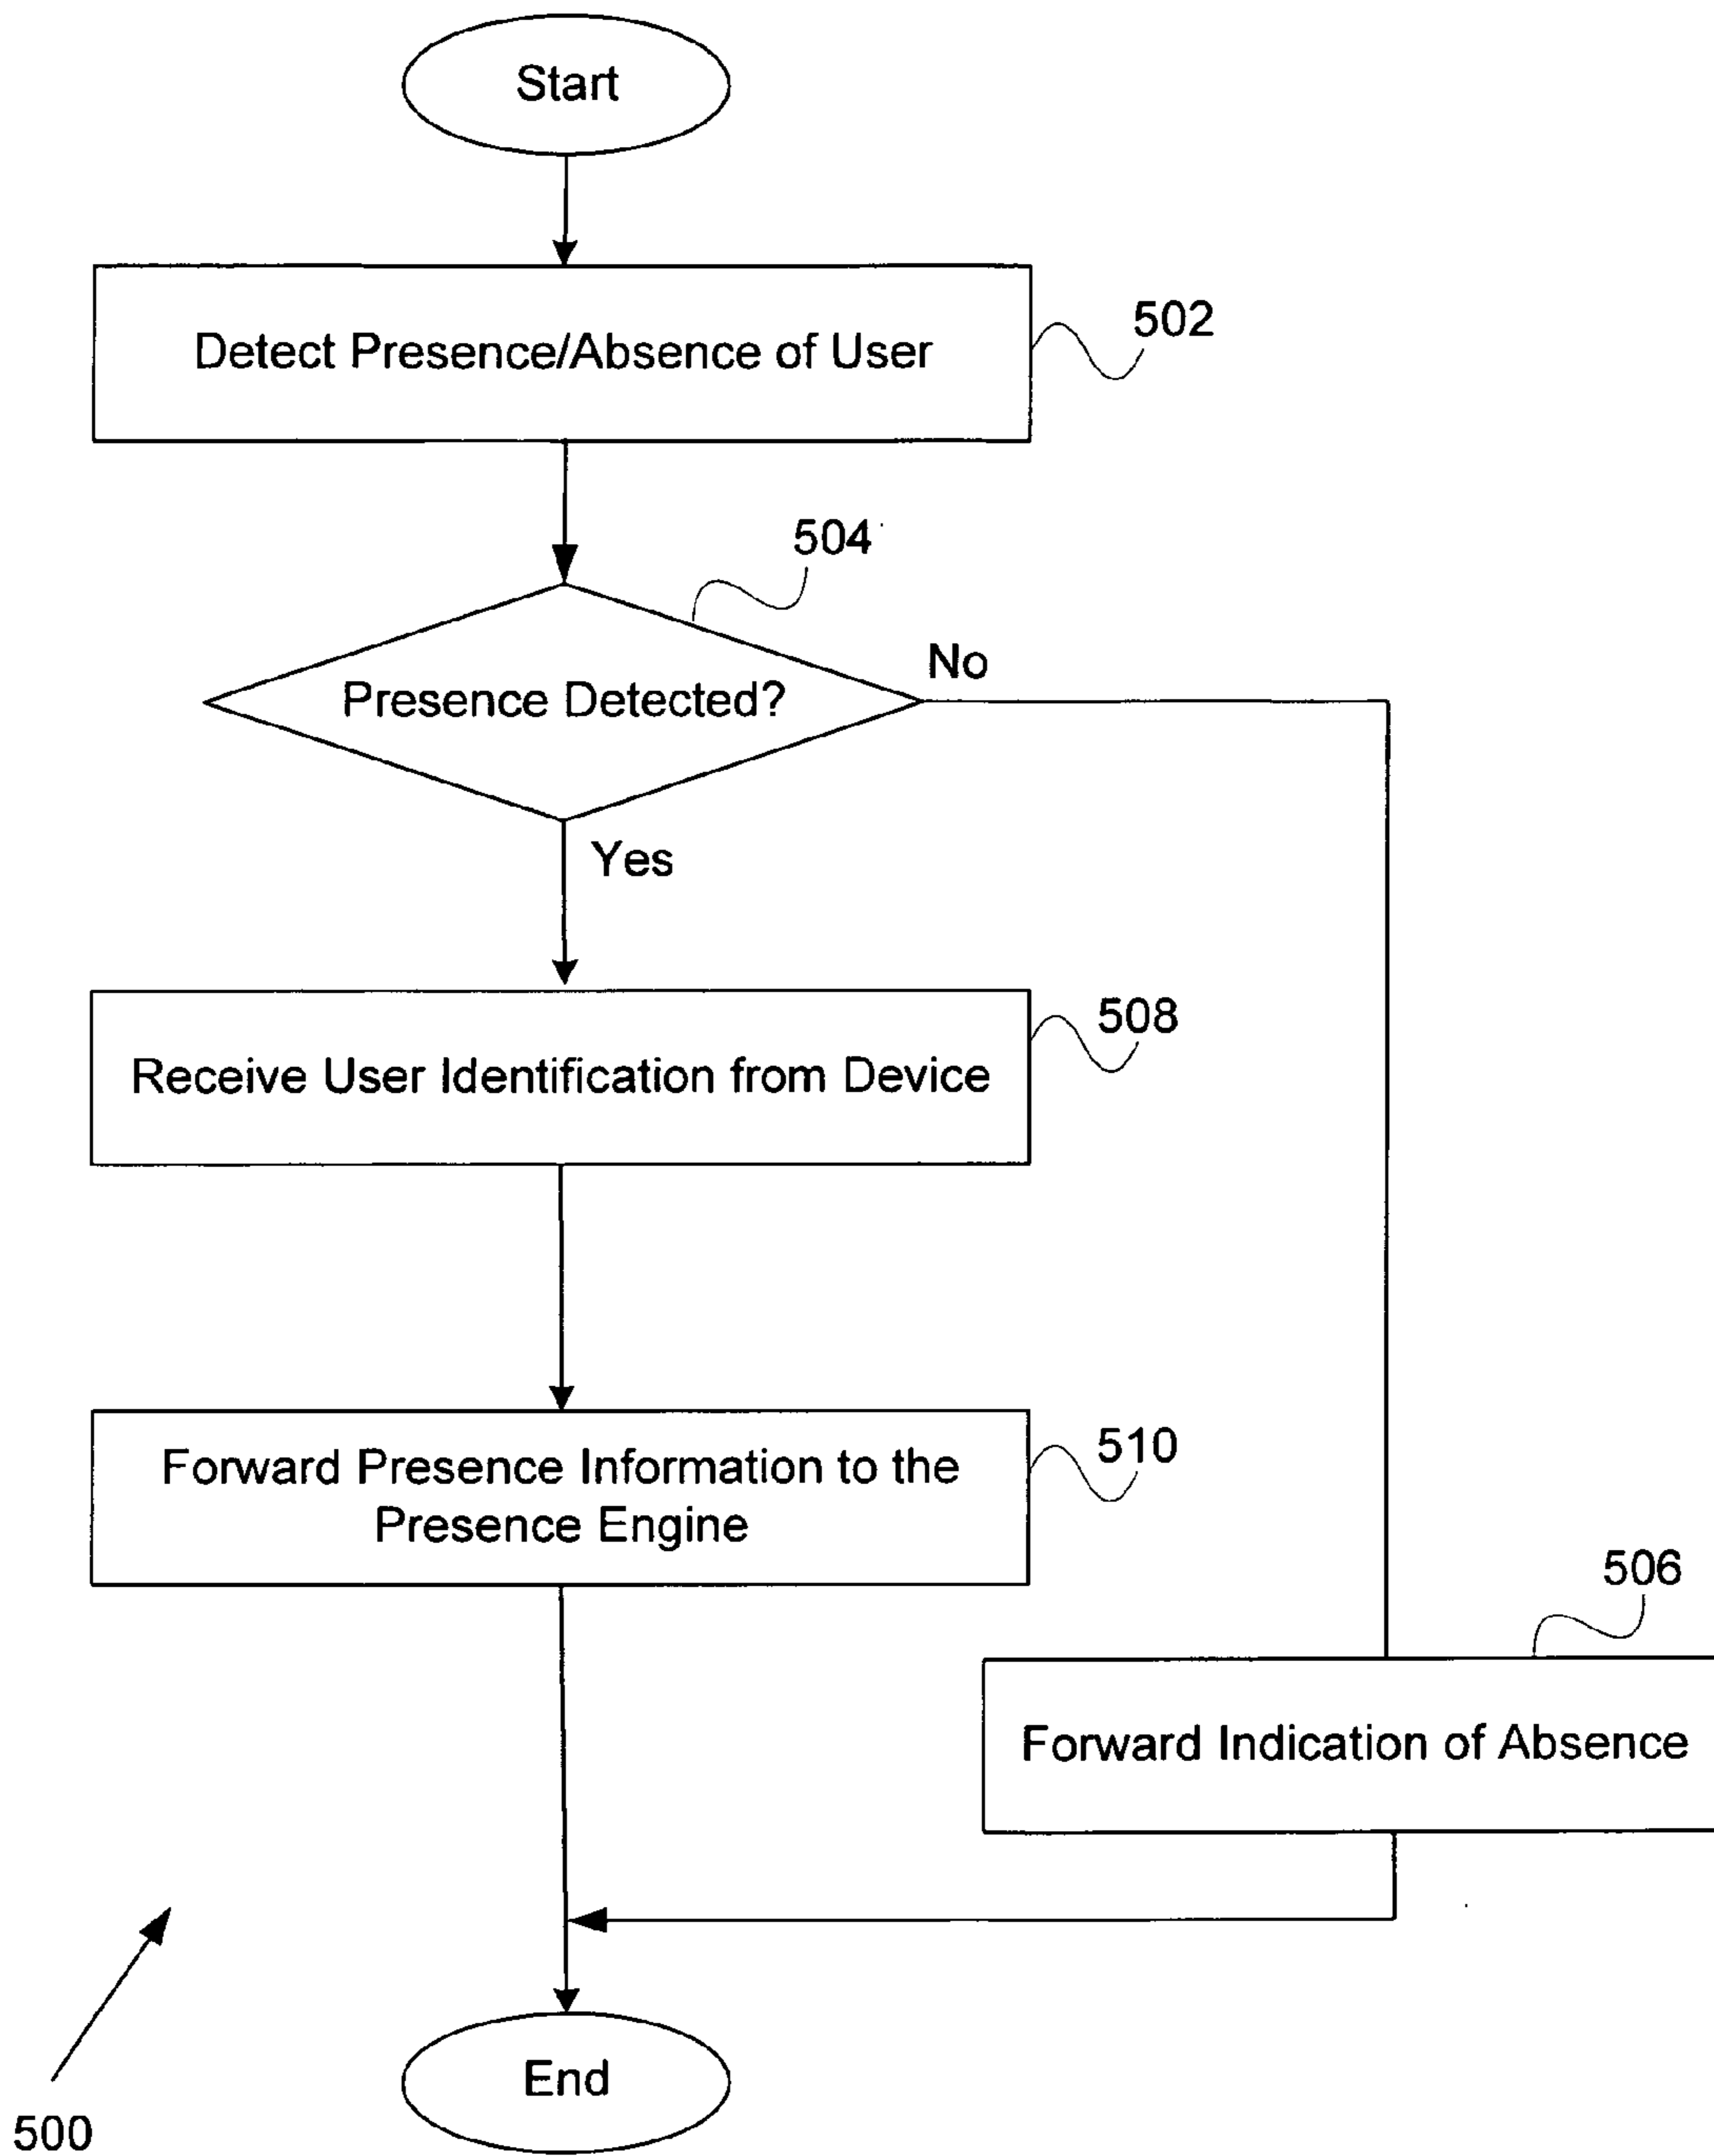 Start
Detect Presence/Absence of User
502
504
Presence Detected?
No
Yes
Receive User Identification from Device
508
Forward Presence Information to the
Presence Engine
510
506
Forward Indication of Absence
End
500